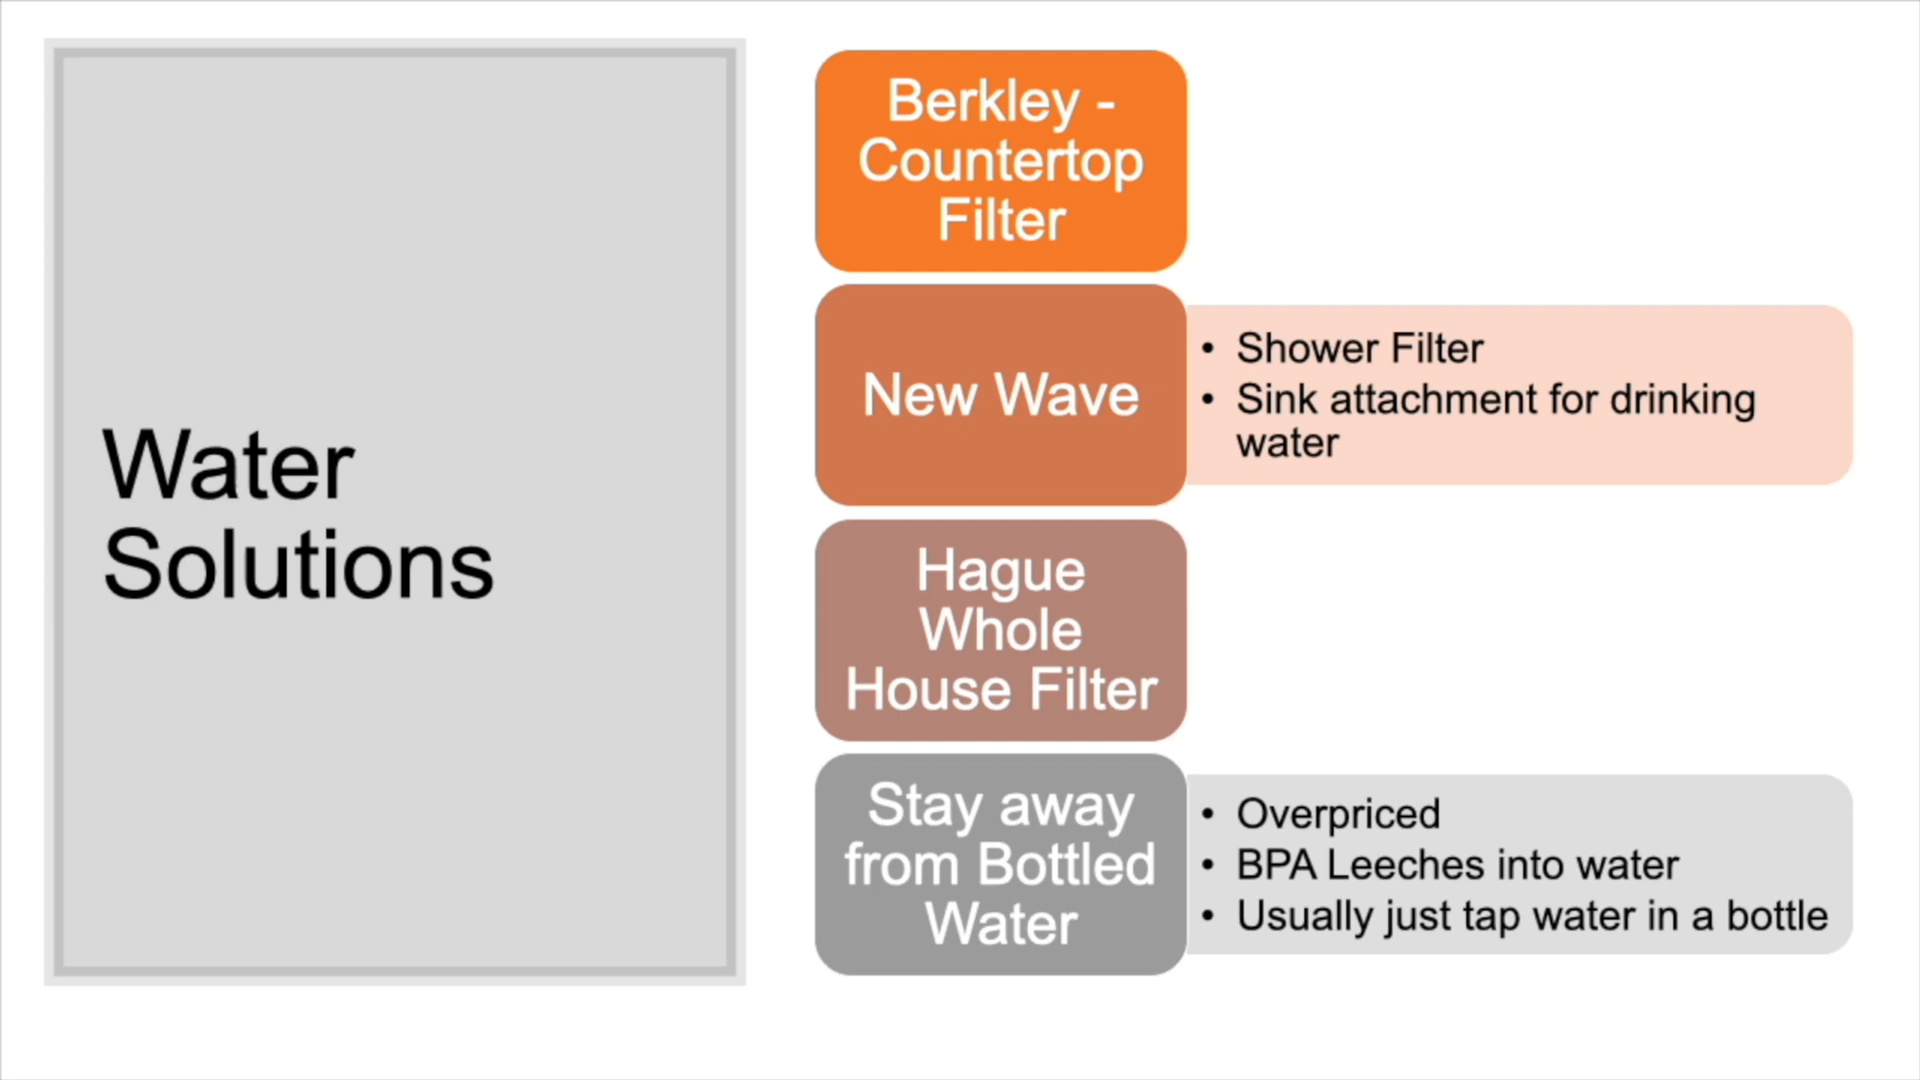 Water
Solutions
Berkley -
Countertop
Filter
New Wave
• Shower Filter
• Sink attachment for drinking
water
Hague
Whole
House Filter
Stay away
from Bottled
Water
• Overpriced
• BPA Leeches into water
• Usually just tap water in a bottle